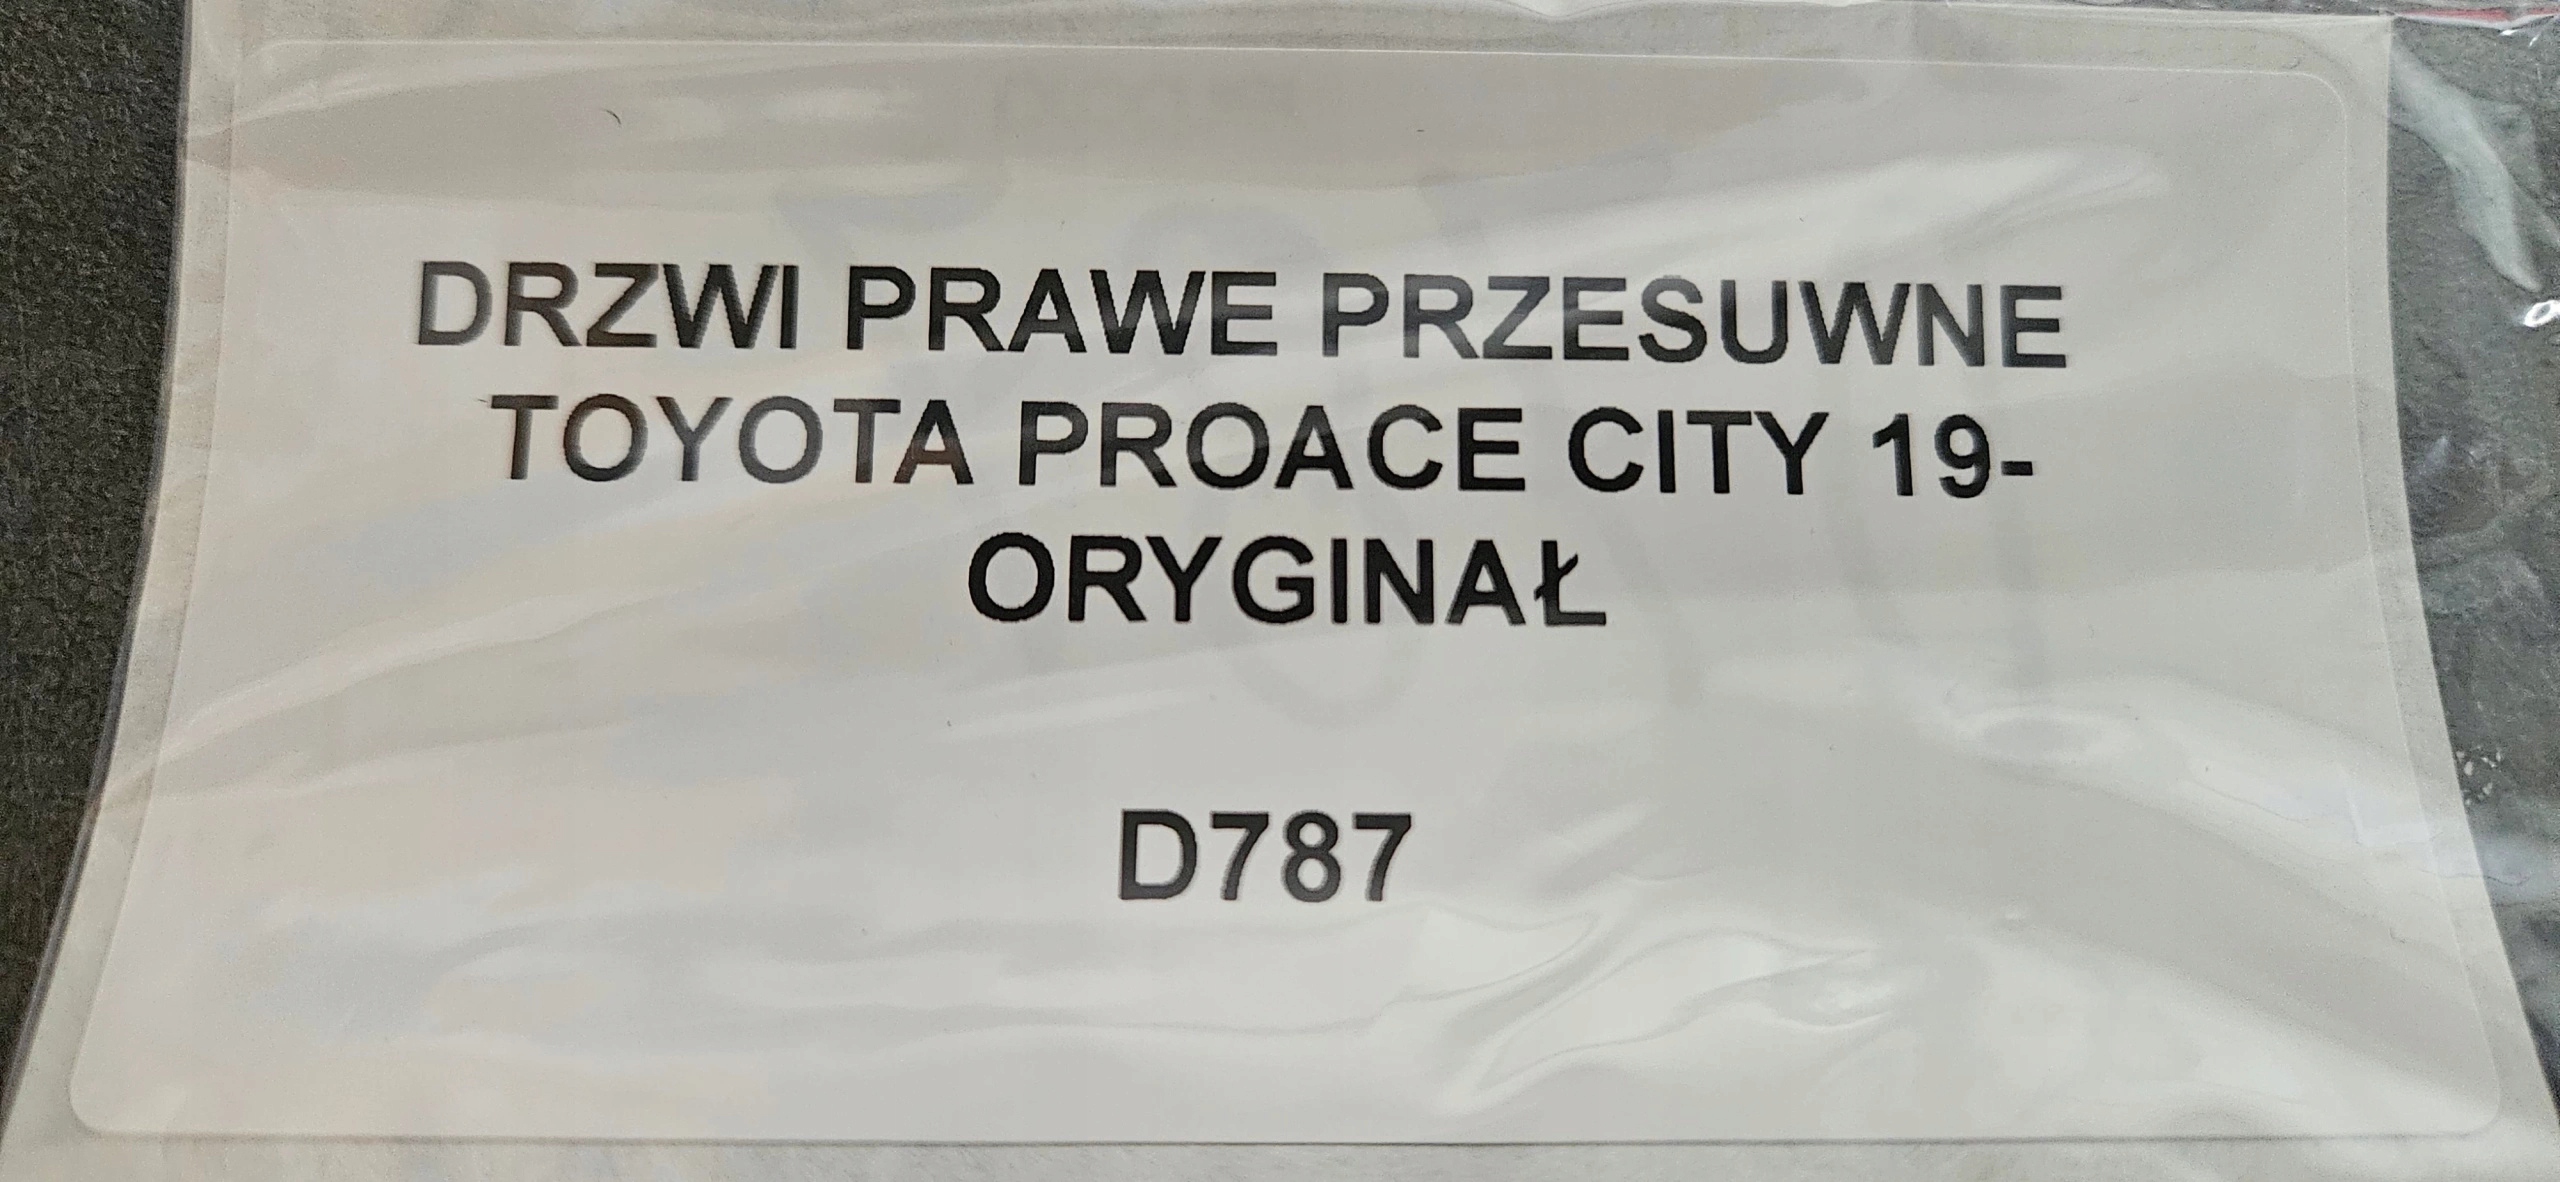 DRZWI PRAWE PRZESUWNE
TOYOTA PROACE CITY 19-
ORYGINAŁ
D787